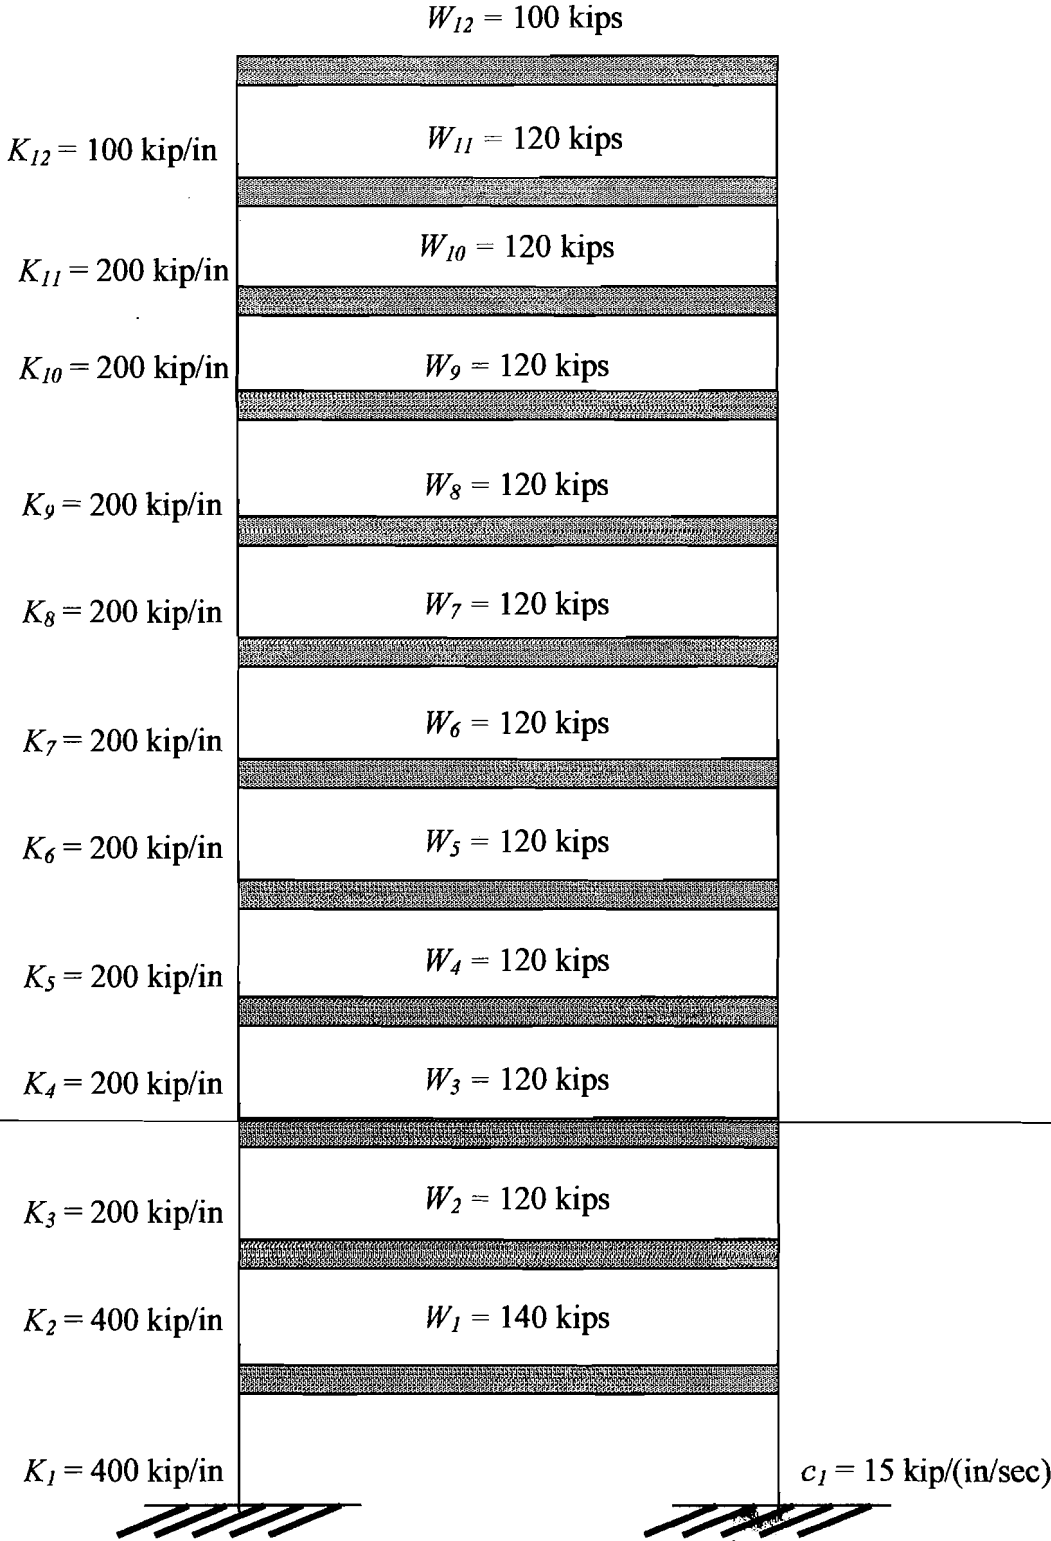 W12 = 100 kips
K12 = 100 kip/in
W11 = 120 kips
K11 = 200 kip/in
W10 = 120 kips
K10 = 200 kip/in
W9 = 120 kips
K9 = 200 kip/in
W8 = 120 kips
K8 = 200 kip/in
W7 = 120 kips
K7 = 200 kip/in
W6 = 120 kips
K6 = 200 kip/in
W5 = 120 kips
K5 = 200 kip/in
W4 = 120 kips
K4 = 200 kip/in
W3 = 120 kips
K3 = 200 kip/in
W2 = 120 kips
K2 = 400 kip/in
W1 = 140 kips
K1 = 400 kip/in
c1 = 15 kip/(in/sec)